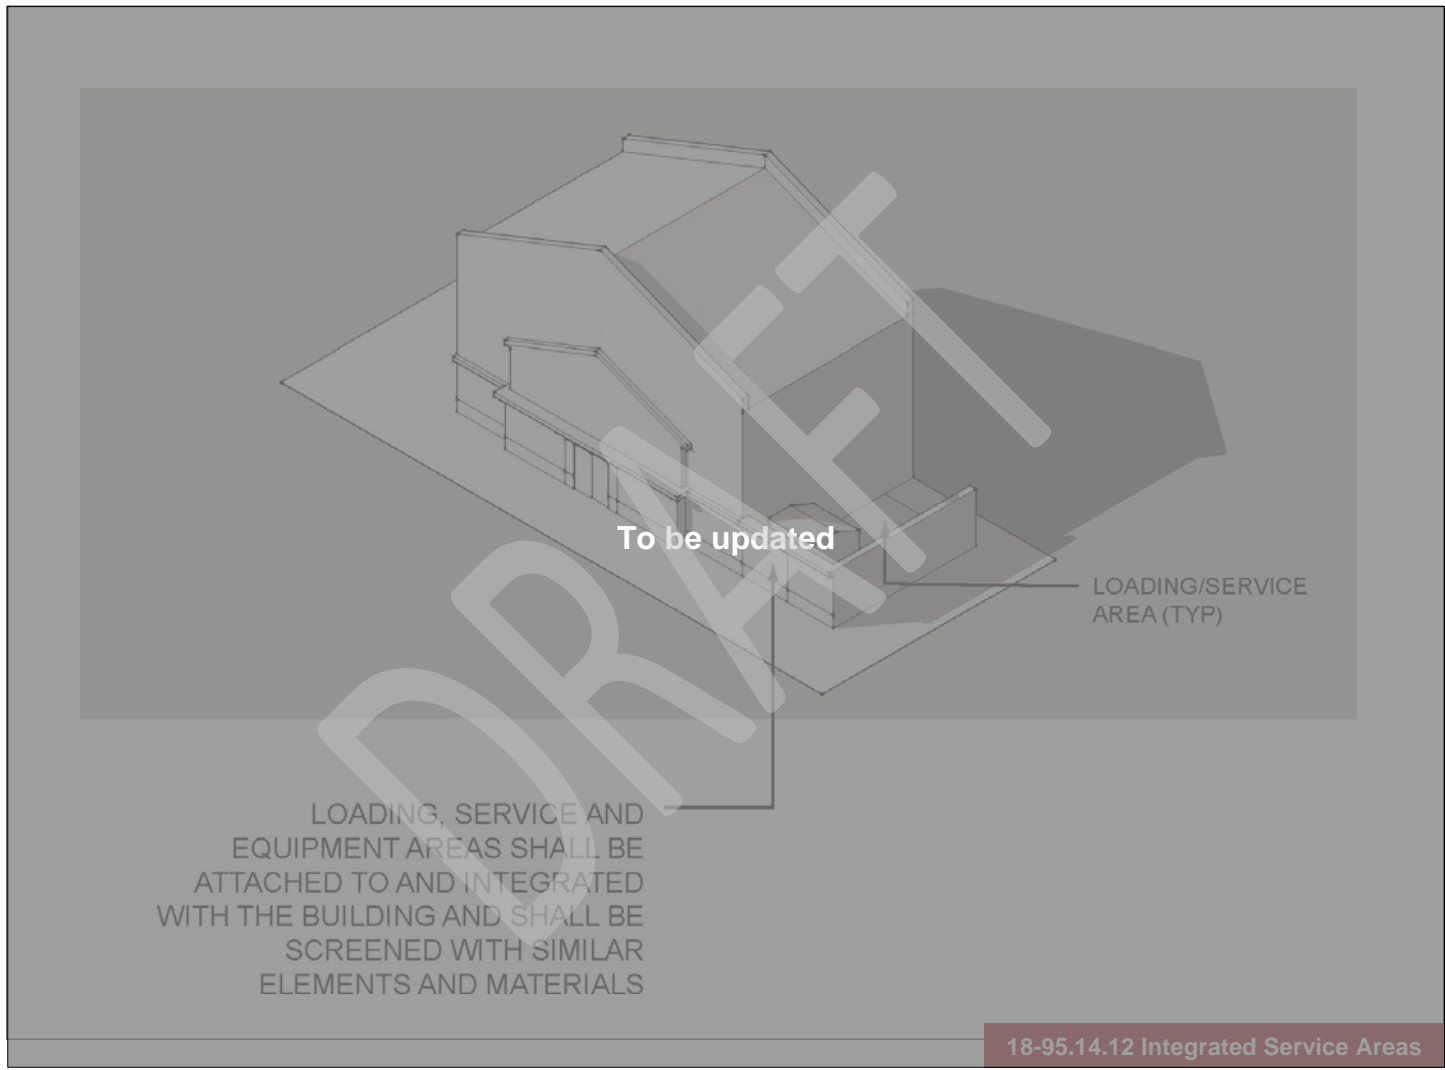 DRAFT
To be updated
LOADING/SERVICE
AREA (TYP)
LOADING, SERVICE AND
EQUIPMENT AREAS SHALL BE
ATTACHED TO AND INTEGRATED
WITH THE BUILDING AND SHALL BE
SCREENED WITH SIMILAR
ELEMENTS AND MATERIALS
18-95.14.12 Integrated Service Areas